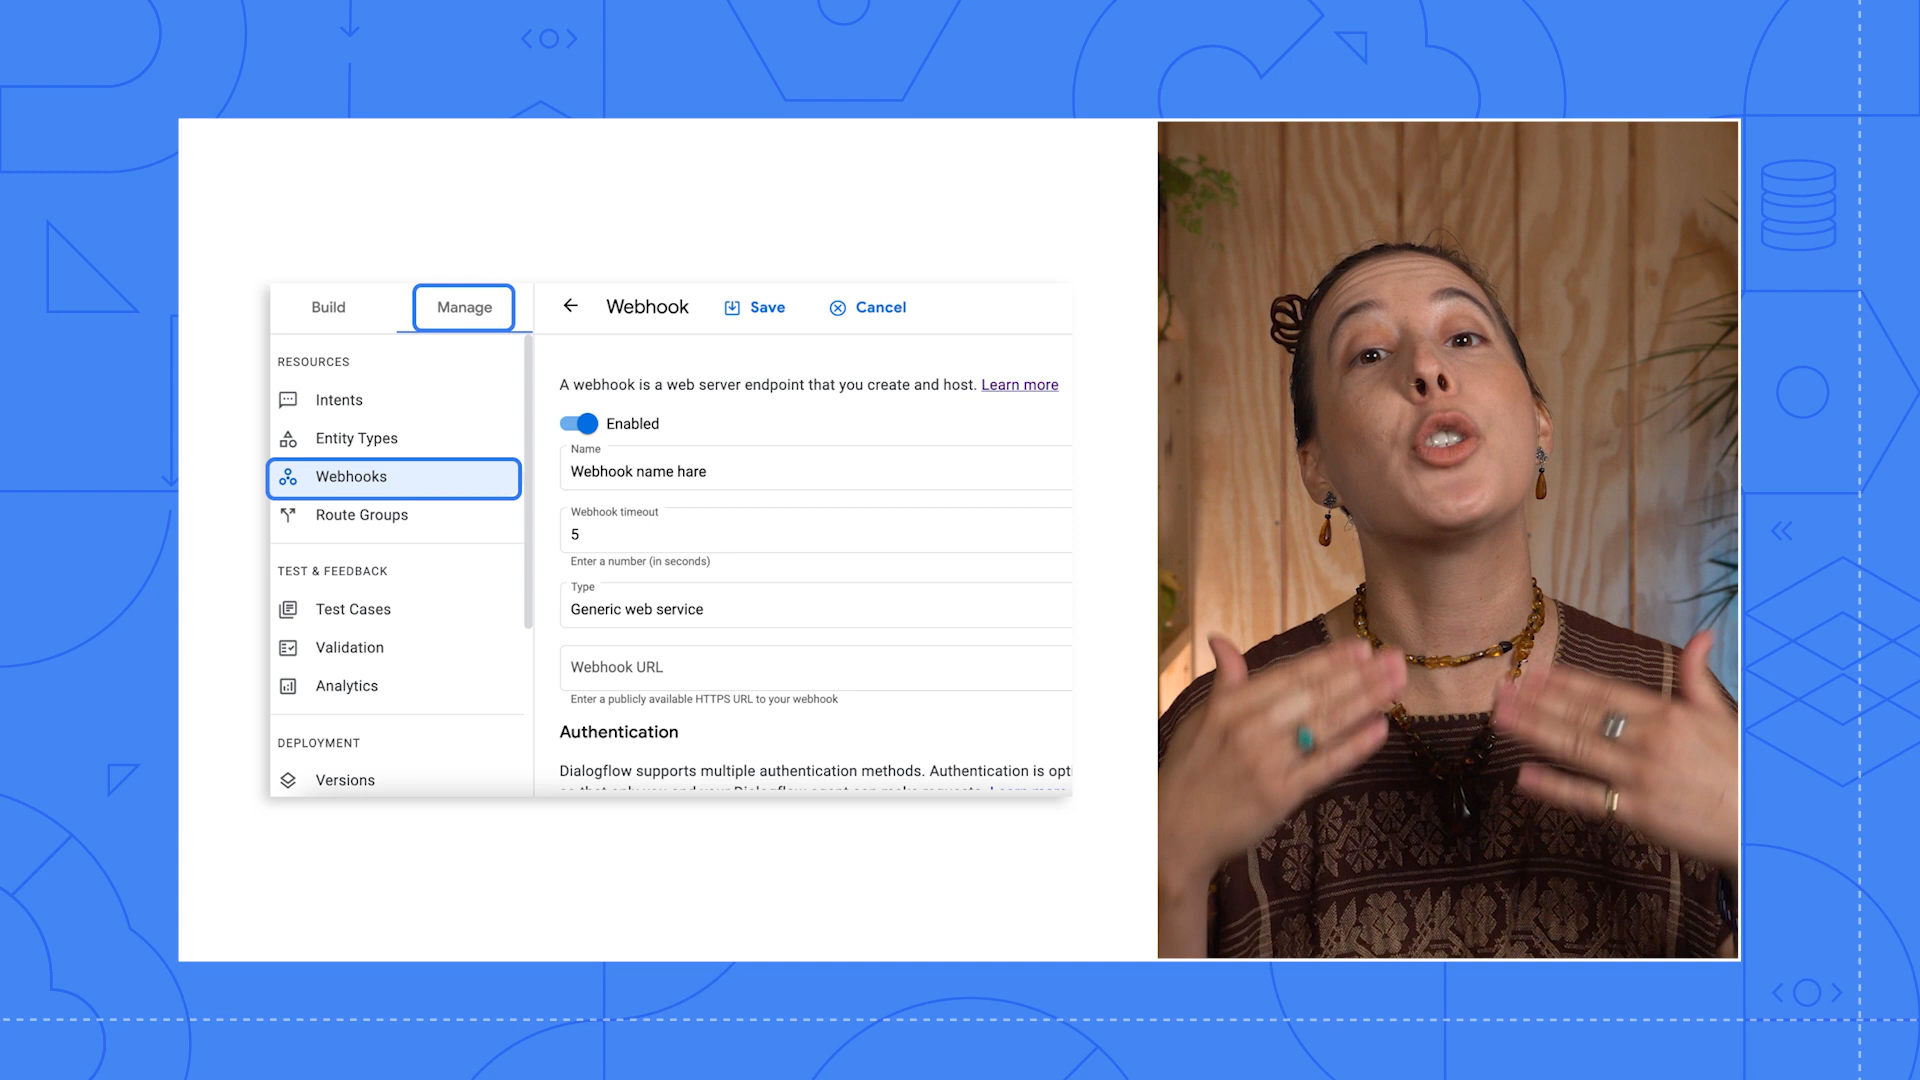 Build
Manage
Webhook
Save
Cancel
RESOURCES
Intents
Entity Types
Webhooks
Route Groups
TEST & FEEDBACK
Test Cases
Validation
Analytics
DEPLOYMENT
Versions
A webhook is a web server endpoint that you create and host. Learn more
Enabled
Name
Webhook name hare
Webhook timeout
5
Enter a number (in seconds)
Type
Generic web service
Webhook URL
Enter a publicly available HTTPS URL to your webhook
Authentication
Dialogflow supports multiple authentication methods. Authentication is opt